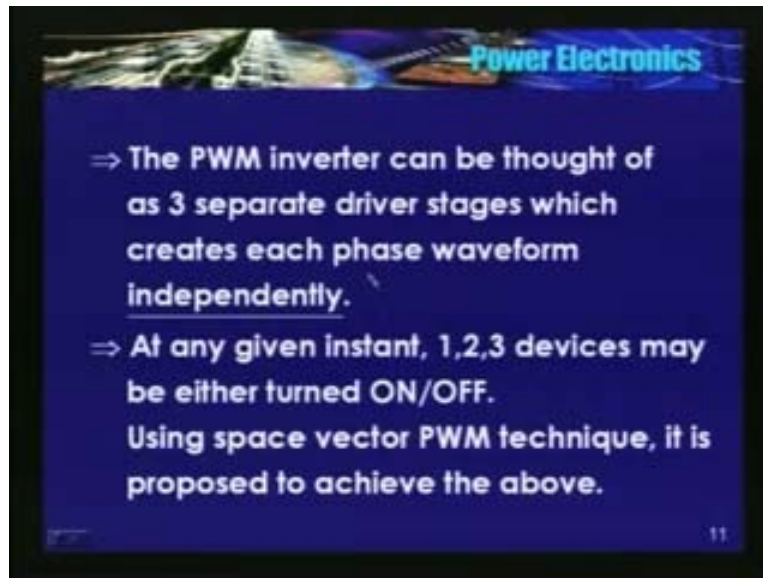 Power Electronics
⇒ The PWM inverter can be thought of
as 3 separate driver stages which
creates each phase waveform
independently.
⇒ At any given instant, 1,2,3 devices may
be either turned ON/OFF.
Using space vector PWM technique, it is
proposed to achieve the above.
11